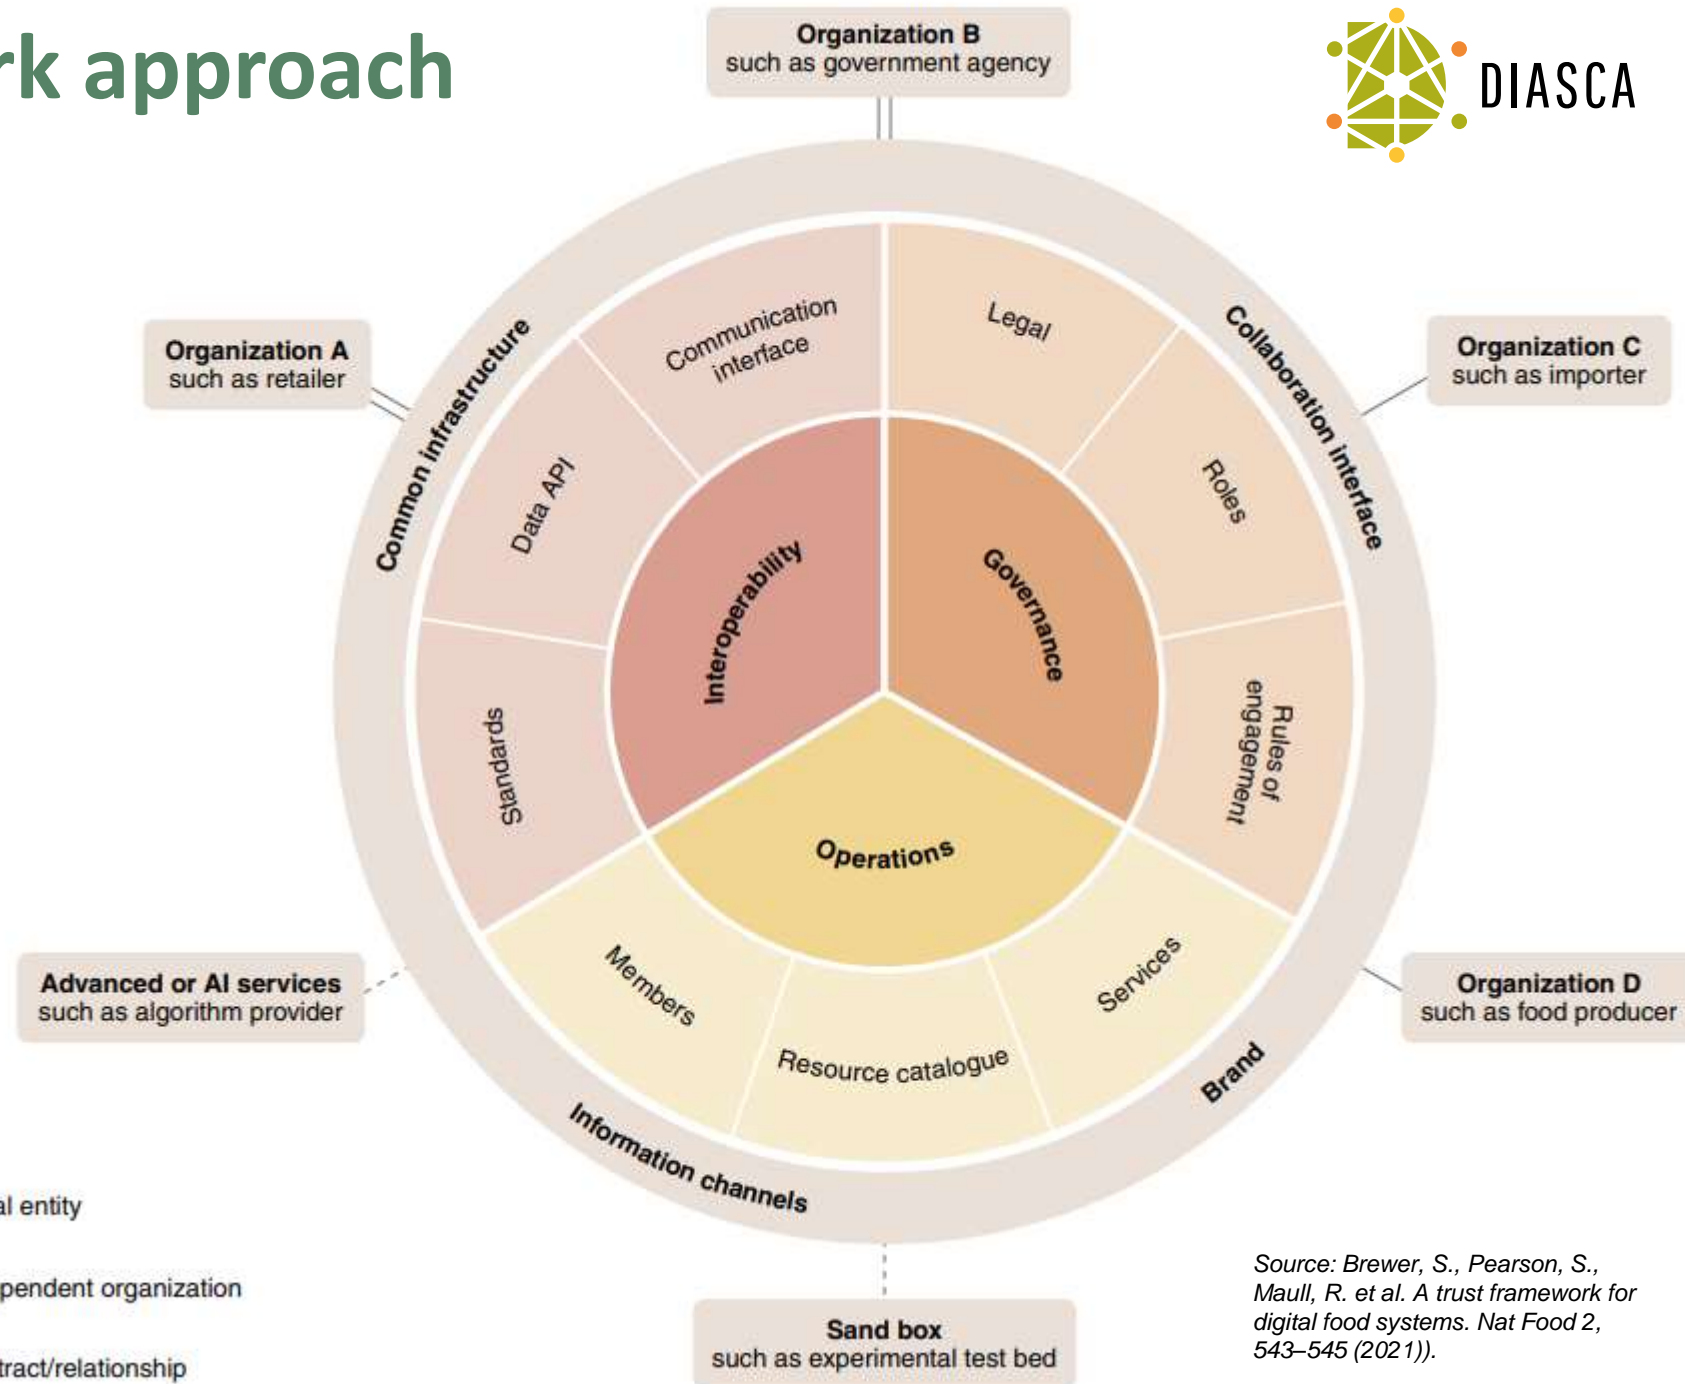 rk approach
Organization B
such as government agency
DIASCA
Organization A
such as retailer
Organization C
such as importer
Common infrastructure
Collaboration interface
Communication
interface
Legal
Data API
Roles
Interoperability
Governance
Standards
Rules of
engagement
Operations
Members
Services
Resource catalogue
Advanced or AI services
such as algorithm provider
Organization D
such as food producer
Information channels
Brand
al entity
pendent organization
tract/relationship
Sand box
such as experimental test bed
Source: Brewer, S., Pearson, S.,
Maull, R. et al. A trust framework for
digital food systems. Nat Food 2,
543–545 (2021)).